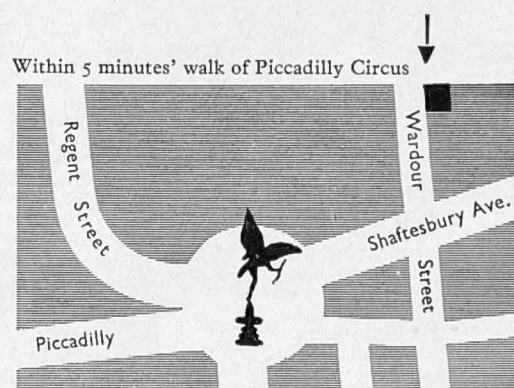 Within 5 minutes' walk of Piccadilly Circus
Regent
Street
Wardour
Street
Shaftesbury Ave.
Piccadilly